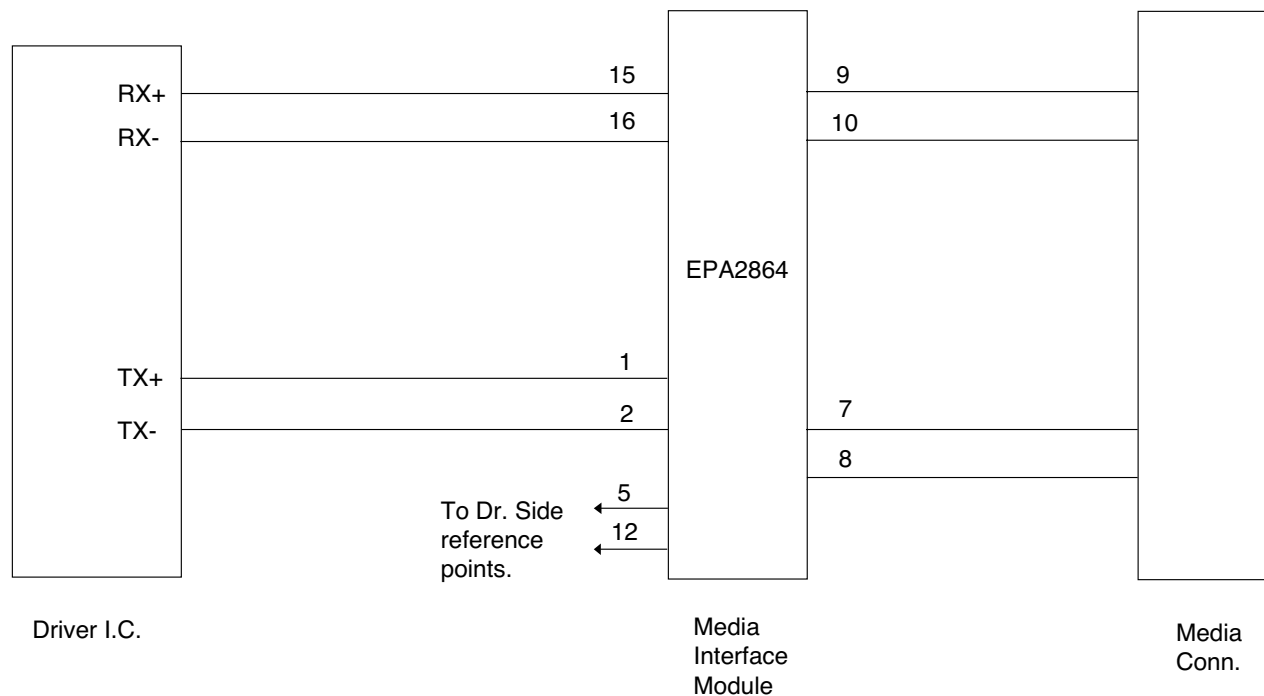 15
9
RX+
16
10
RX-
EPA2864
1
TX+
2
7
TX-
8
5
To Dr. Side
reference
points.
12
Driver I.C.
Media
Interface
Module
Media
Conn.